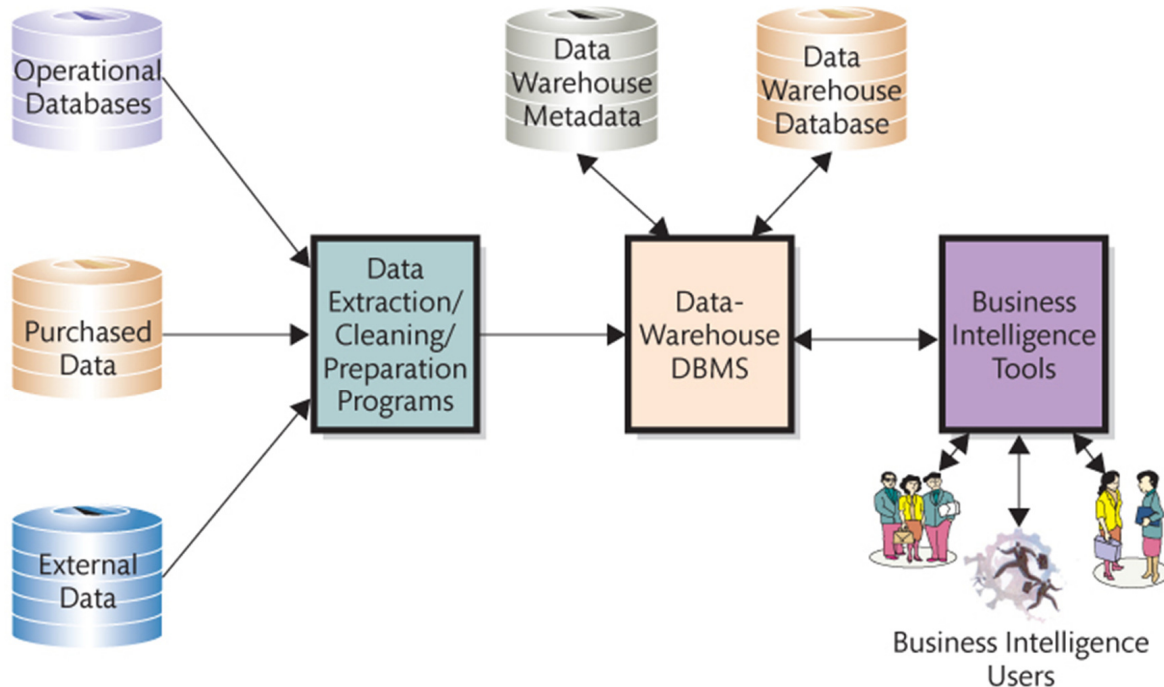 Operational
Databases
Data
Warehouse
Metadata
Data
Warehouse
Database
Purchased
Data
Data
Extraction/
Cleaning/
Preparation
Programs
Data-
Warehouse
DBMS
Business
Intelligence
Tools
External
Data
Business Intelligence
Users